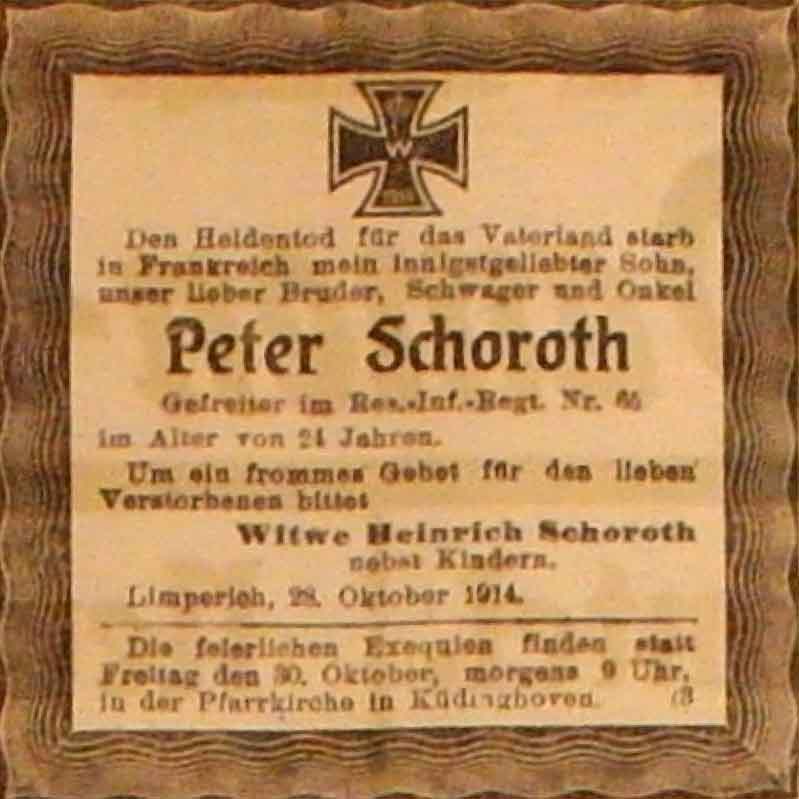 W
Den Heldentod für das Vaterland starb
in Frankreich mein innigstgeliebter Sohn,
unser lieber Bruder, Schwager und Onkel
Peter Schoroth
Gefreiter im Res.-Inf.-Regt. Nr.
im Alter von 24 Jahren.
Um ein frommes Gebet für den lieben
Verstorbenen bittet
Witwe Heinrich Schoroth
nebst Kindern.
Limperich, 28. Oktober 1914.
Die feierlichen Exequien finden statt
Freitag den 30. Oktober, morgens 9 Uhr,
in der Pfarrkirche in Küdinghoven.